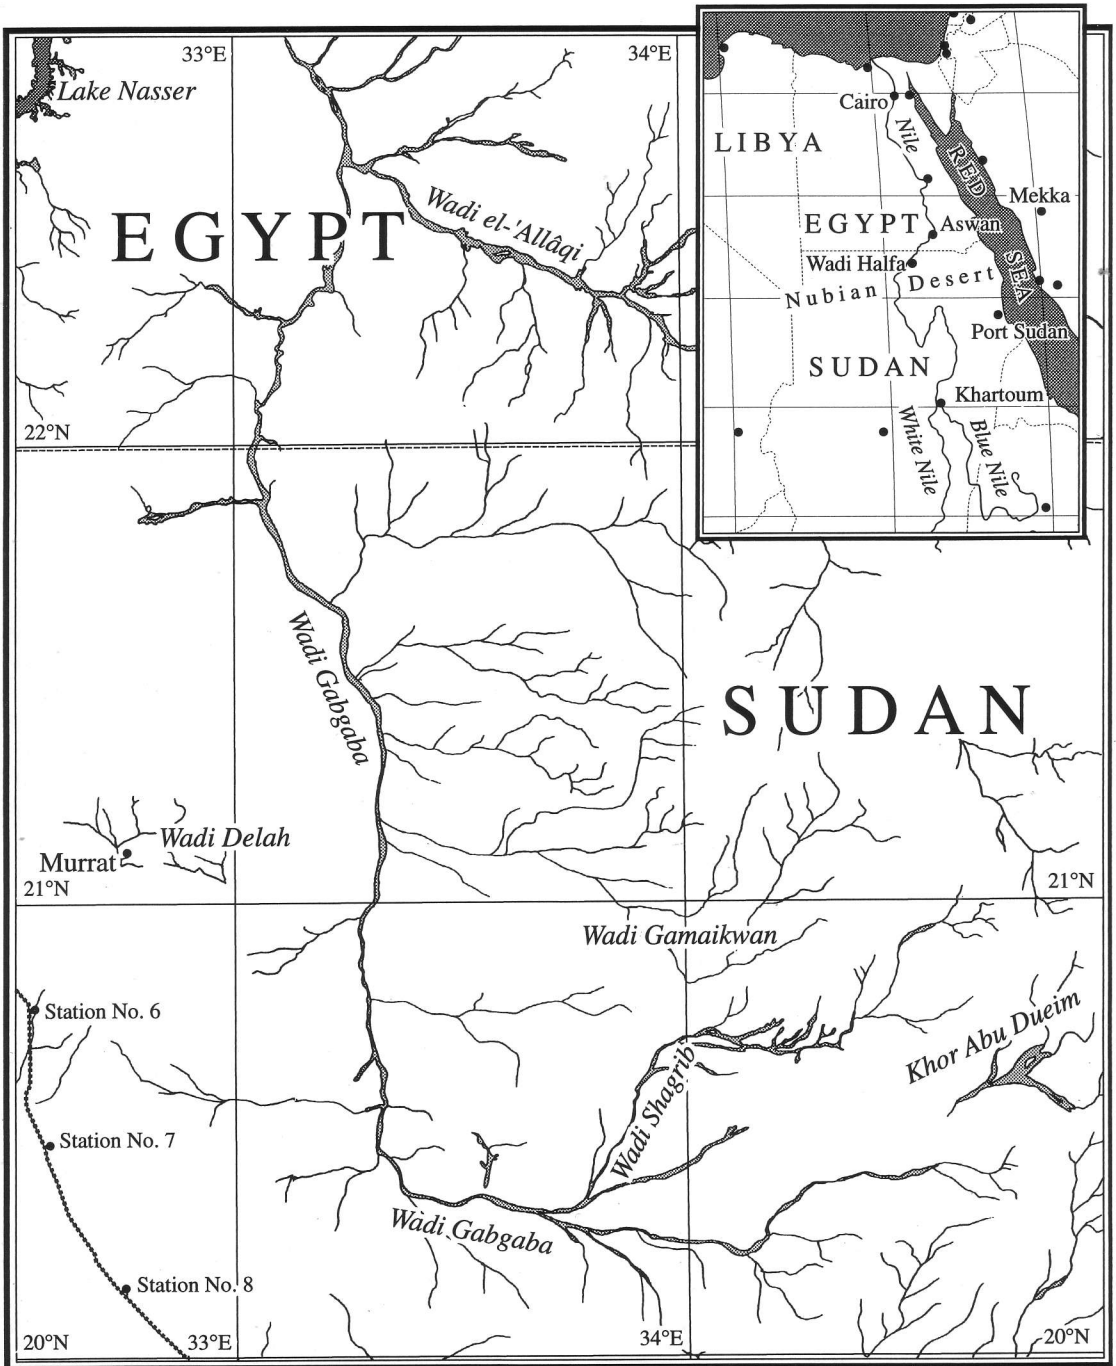 33°E
34°E
Lake Nasser
EGYPT
Wadi el-'Allâqi
22°N
Wadi Gabgaba
SUDAN
Wadi Delah
Murrat
21°N
21°N
Wadi Gamaikwan
Station No. 6
Khor Abu Dueim
Wadi Shagrib
Station No. 7
Wàdi Gabgaba
Station No. 8
20°N
33°E
34°E
20°N
Cairo
Nile
LIBYA
RED SEA
Mekka
EGYPT
Aswan
Wadi Halfa
Nubian Desert
Port Sudan
SUDAN
Khartoum
White Nile
Blue Nile